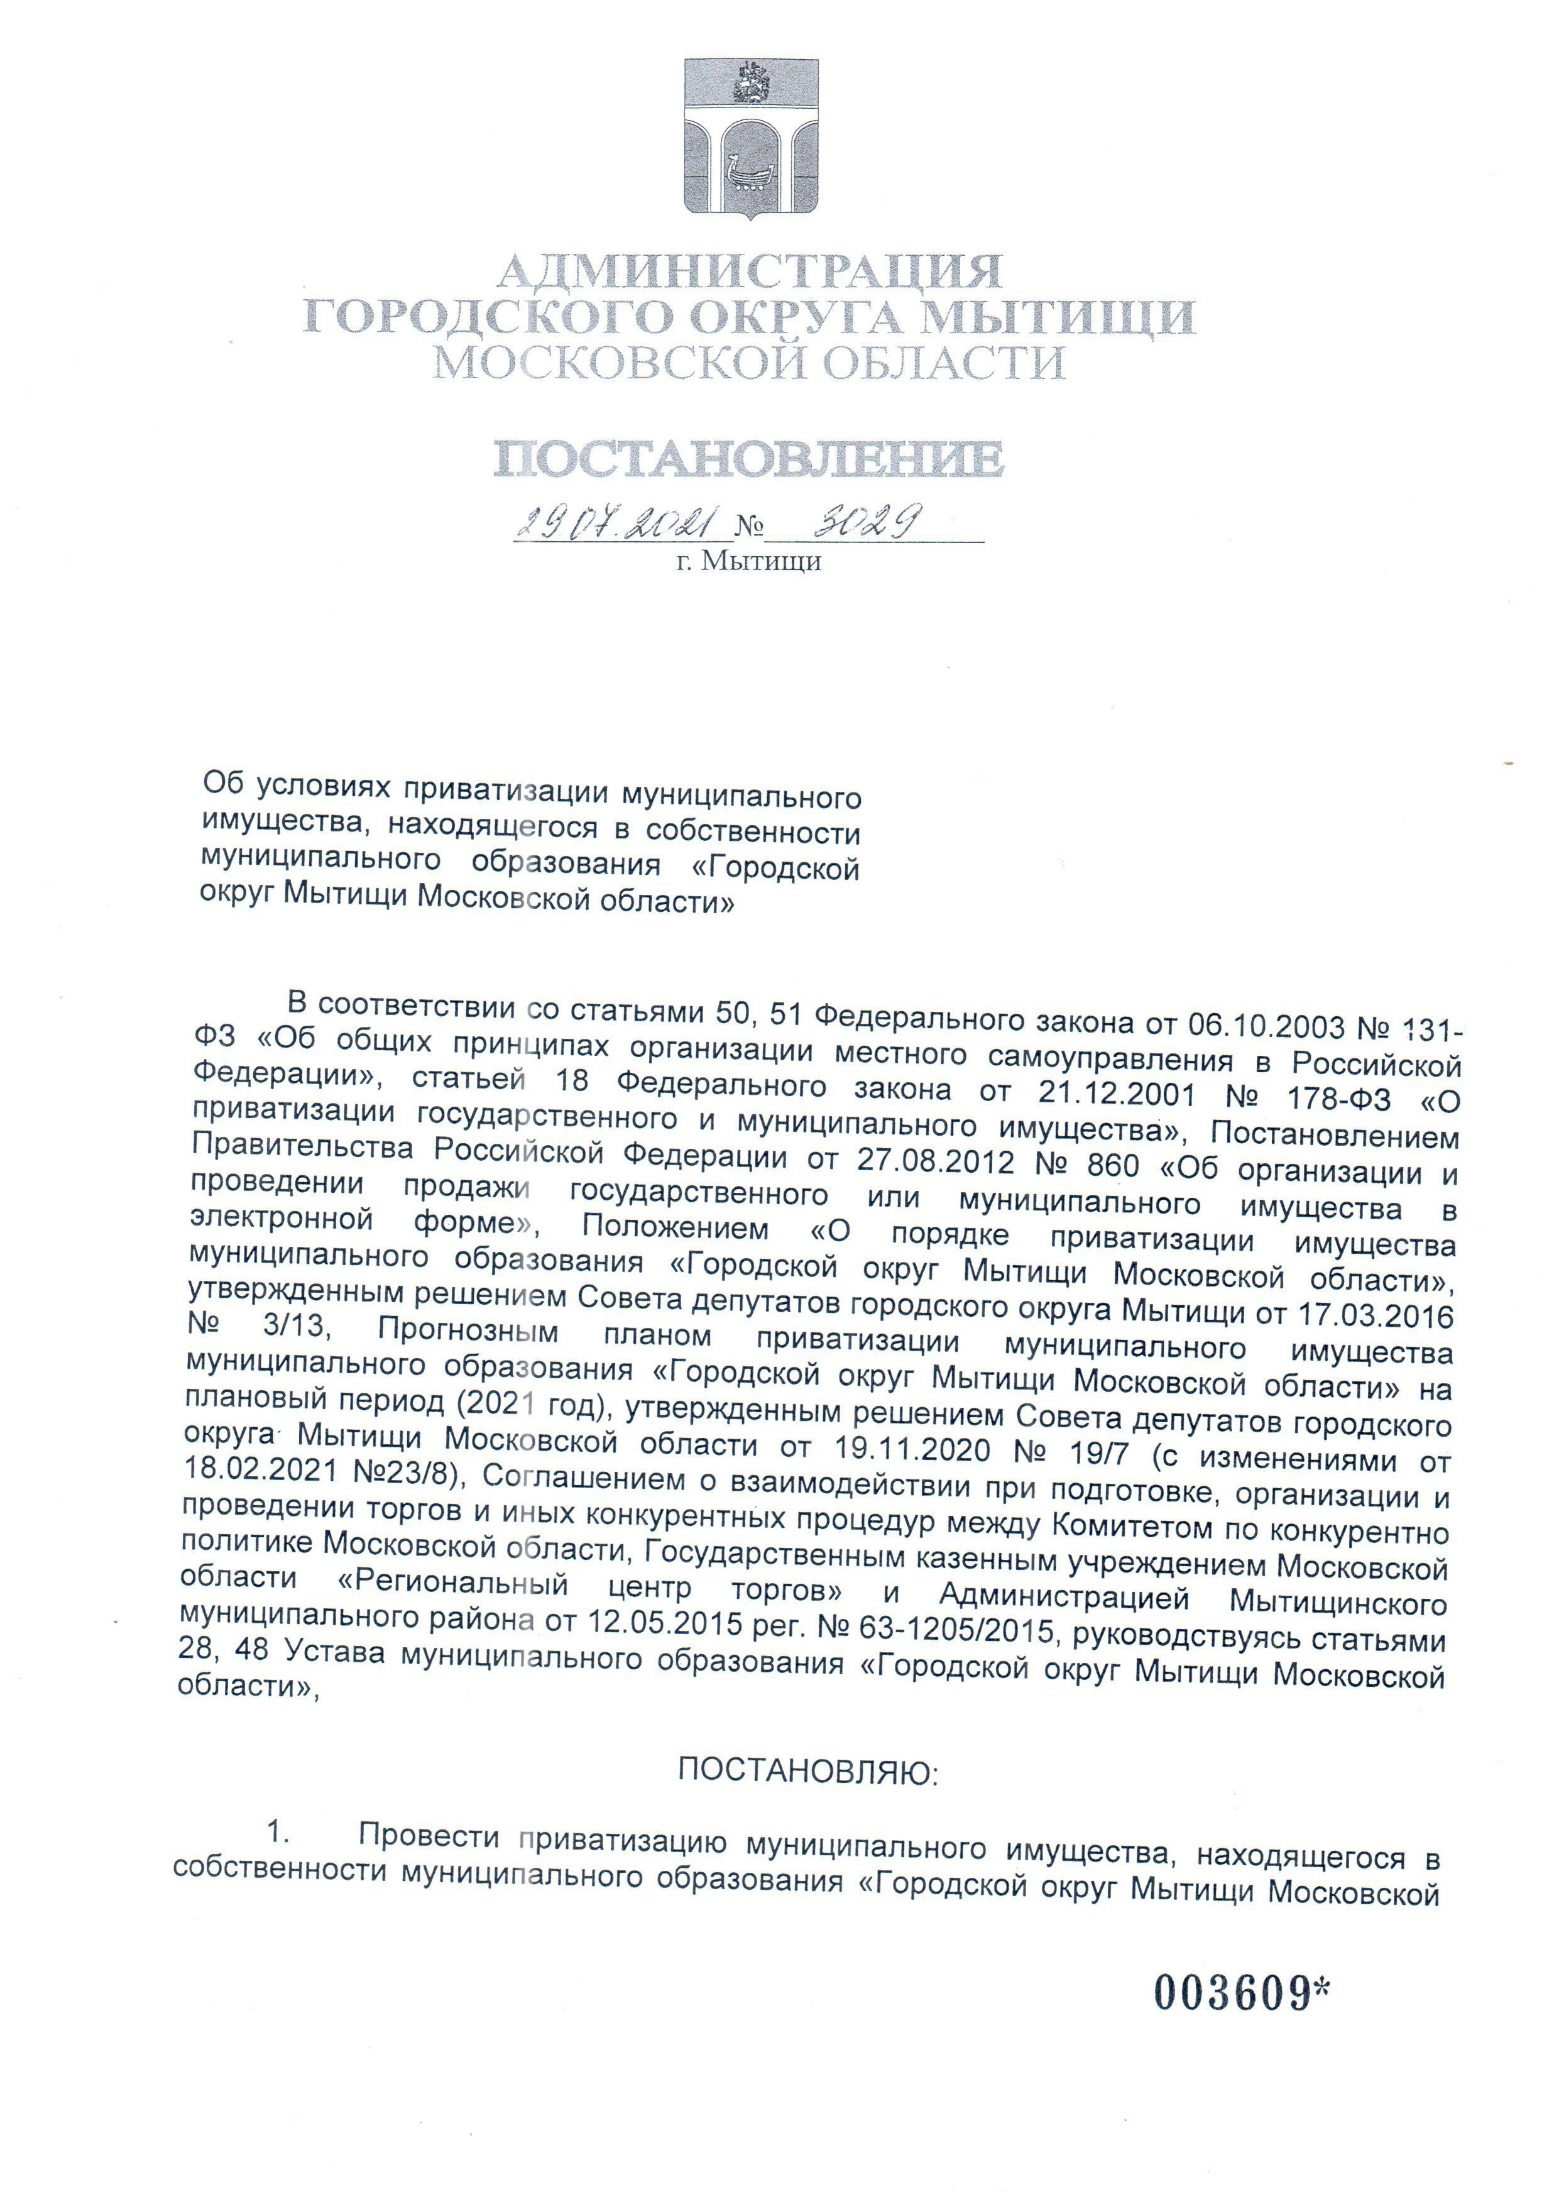 АДМИНИСТРАЦИЯ
ГОРОДСКОГО ОКРУГА МЫТИЩИ
МОСКОВСКОЙ ОБЛАСТИ
ПОСТАНОВЛЕНИЕ
29 07. 2021 № 3029
г. Мытищи
Об условиях приватизации муниципального
имущества, находящегося в собственности
муниципального образования «Городской
округ Мытищи Московской области»
В соответствии со статьями 50, 51 Федерального закона от 06.10.2003 № 131-
ФЗ «Об общих принципах организации местного самоуправления в Российской
Федерации», статьей 18 Федерального закона от 21.12.2001 № 178-ФЗ «О
приватизации государственного и муниципального имущества», Постановлением
Правительства Российской Федерации от 27.08.2012 № 860 «Об организации и
проведении продажи государственного или муниципального имущества в
электронной форме», Положением «О порядке приватизации имущества
муниципального образования «Городской округ Мытищи Московской области»,
утвержденным решением Совета депутатов городского округа Мытищи от 17.03.2016
№ 3/13, Прогнозным планом приватизации муниципального имущества
муниципального образования «Городской округ Мытищи Московской области» на
плановый период (2021 год), утвержденным решением Совета депутатов городского
округа Мытищи Московской области от 19.11.2020 № 19/7 (с изменениями от
18.02.2021 №23/8), Соглашением о взаимодействии при подготовке, организации и
проведении торгов и иных конкурентных процедур между Комитетом по конкурентно
политике Московской области, Государственным казенным учреждением Московской
области «Региональный центр торгов» и Администрацией Мытищинского
муниципального района от 12.05.2015 рег. № 63-1205/2015, руководствуясь статьями
28, 48 Устава муниципального образования «Городской округ Мытищи Московской
области»,
ПОСТАНОВЛЯЮ:
1. Провести приватизацию муниципального имущества, находящегося в
собственности муниципального образования «Городской округ Мытищи Московской
003609*